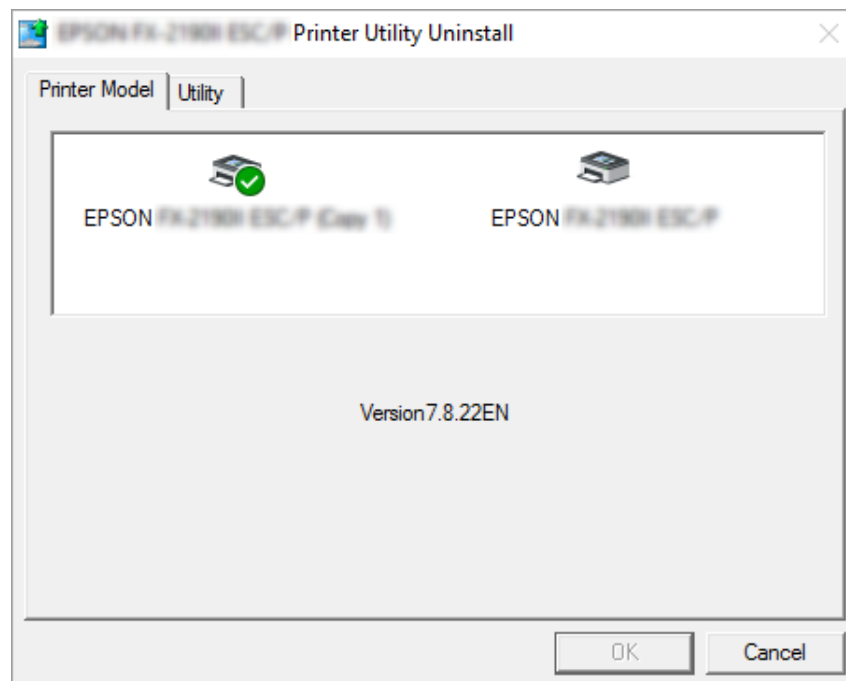 Printer Utility Uninstall
Printer Model Utility
EPSON EPSON
Version7.8.22EN
OK Cancel